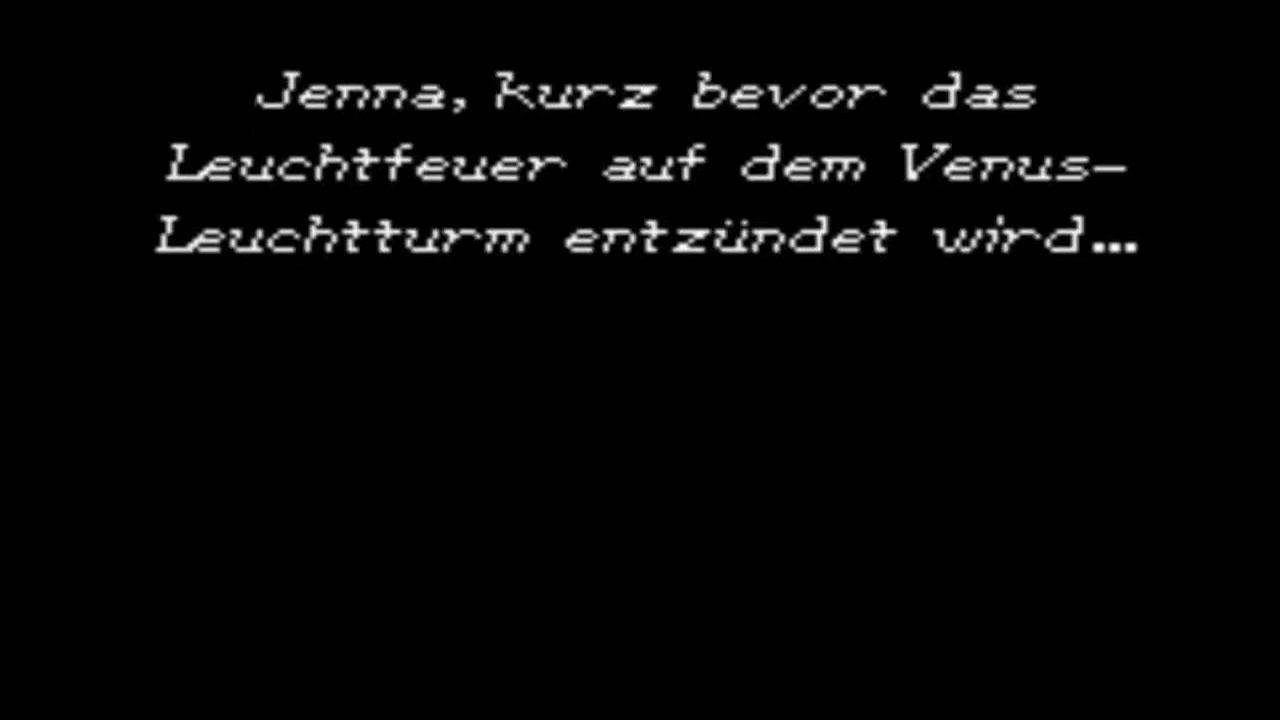 Jenna, kurz bevor das
Leuchtfeuer auf dem Venus-
Leuchtturm entzündet wird...